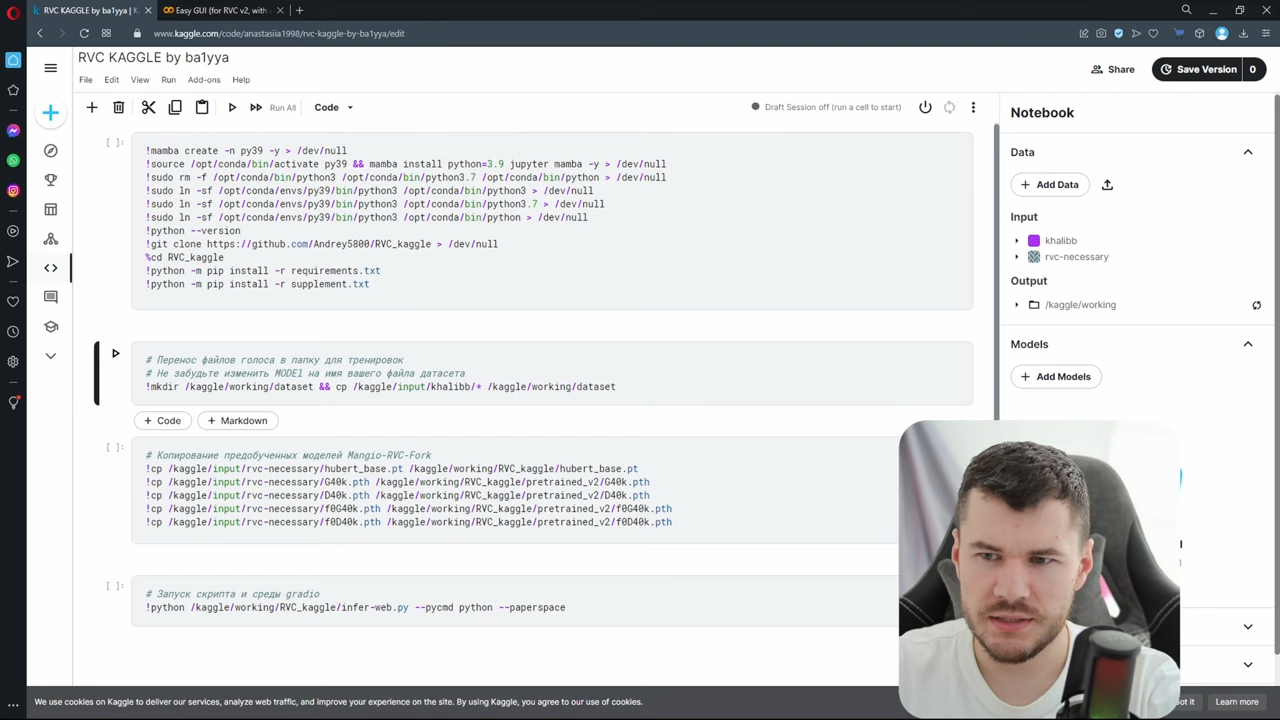 RVC KAGGLE by ba1yya | K
Easy GUI (for RVC v2, with c
www.kaggle.com/code/anastasiia1998/rvc-kaggle-by-ba1yya/edit
RVC KAGGLE by ba1yya
File Edit View Run Add-ons Help
Share
Save Version 0
Run All
Code
Draft Session off (run a cell to start)
Notebook
[ ]:
!mamba create -n py39 -y > /dev/null
!source /opt/conda/bin/activate py39 && mamba install python=3.9 jupyter mamba -y > /dev/null
!sudo rm -f /opt/conda/bin/python3 /opt/conda/bin/python3.7 /opt/conda/bin/python > /dev/null
!sudo ln -sf /opt/conda/envs/py39/bin/python3 /opt/conda/bin/python3 > /dev/null
!sudo ln -sf /opt/conda/envs/py39/bin/python3 /opt/conda/bin/python3.7 > /dev/null
!sudo ln -sf /opt/conda/envs/py39/bin/python3 /opt/conda/bin/python > /dev/null
!python --version
!git clone https://github.com/Andrey5800/RVC_kaggle > /dev/null
%cd RVC_kaggle
!python -m pip install -r requirements.txt
!python -m pip install -r supplement.txt
# Перенос файлов голоса в папку для тренировок
# Не забудьте изменить MODEl на имя вашего файла датасета
!mkdir /kaggle/working/dataset && cp /kaggle/input/khalibb/* /kaggle/working/dataset
+ Code
+ Markdown
[ ]:
# Копирование предобученных моделей Mangio-RVC-Fork
!cp /kaggle/input/rvc-necessary/hubert_base.pt /kaggle/working/RVC_kaggle/hubert_base.pt
!cp /kaggle/input/rvc-necessary/G40k.pth /kaggle/working/RVC_kaggle/pretrained_v2/G40k.pth
!cp /kaggle/input/rvc-necessary/D40k.pth /kaggle/working/RVC_kaggle/pretrained_v2/D40k.pth
!cp /kaggle/input/rvc-necessary/f0G40k.pth /kaggle/working/RVC_kaggle/pretrained_v2/f0G40k.pth
!cp /kaggle/input/rvc-necessary/f0D40k.pth /kaggle/working/RVC_kaggle/pretrained_v2/f0D40k.pth
[ ]:
# Запуск скрипта и среды gradio
!python /kaggle/working/RVC_kaggle/infer-web.py --pycmd python --paperspace
Data
+ Add Data
Input
khalibb
rvc-necessary
Output
/kaggle/working
Models
+ Add Models
We use cookies on Kaggle to deliver our services, analyze web traffic, and improve your experience on the site. By using Kaggle, you agree to our use of cookies.
ot it
Learn more